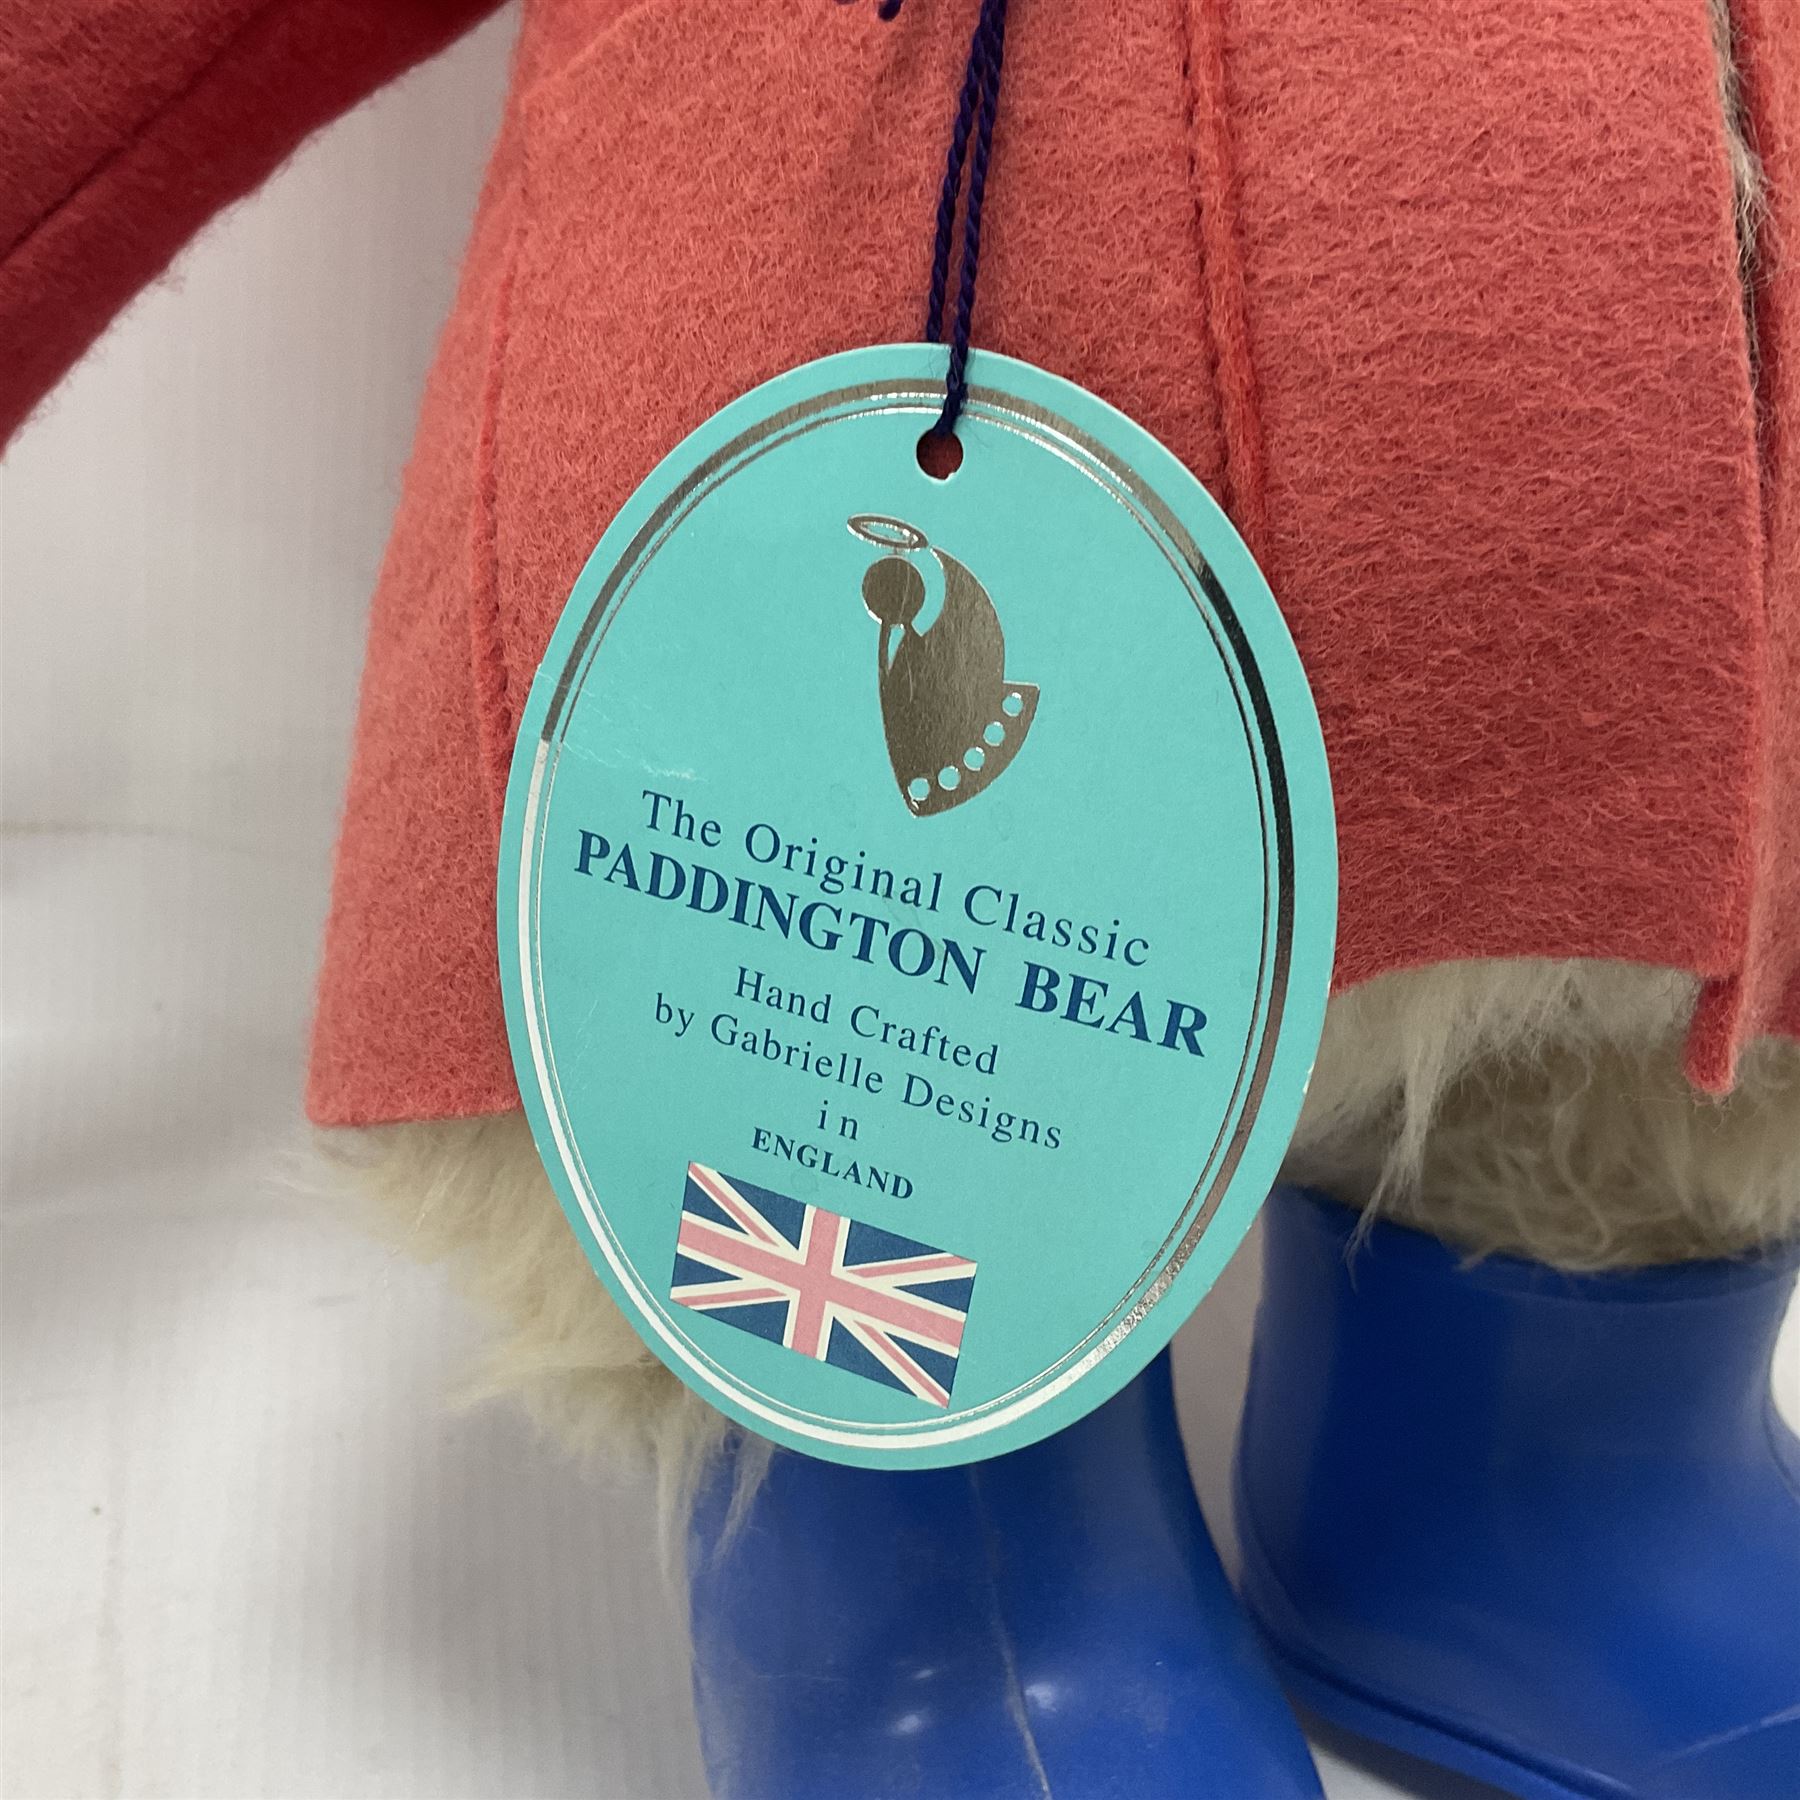 The Original Classic
PADDINGTON BEAR
Hand Crafted
by Gabrielle Designs
in
ENGLAND